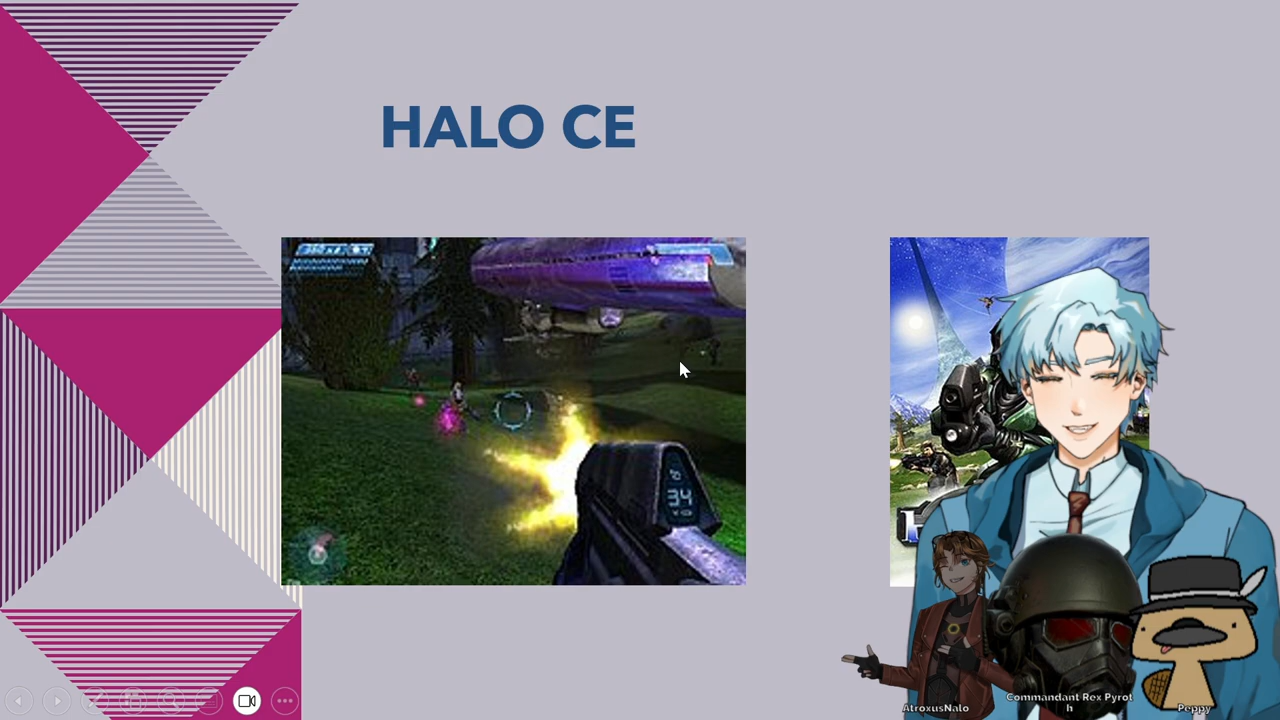 HALO CE
34
AtroxusNalo
Commandant Rex Pyrot
h
Peppy